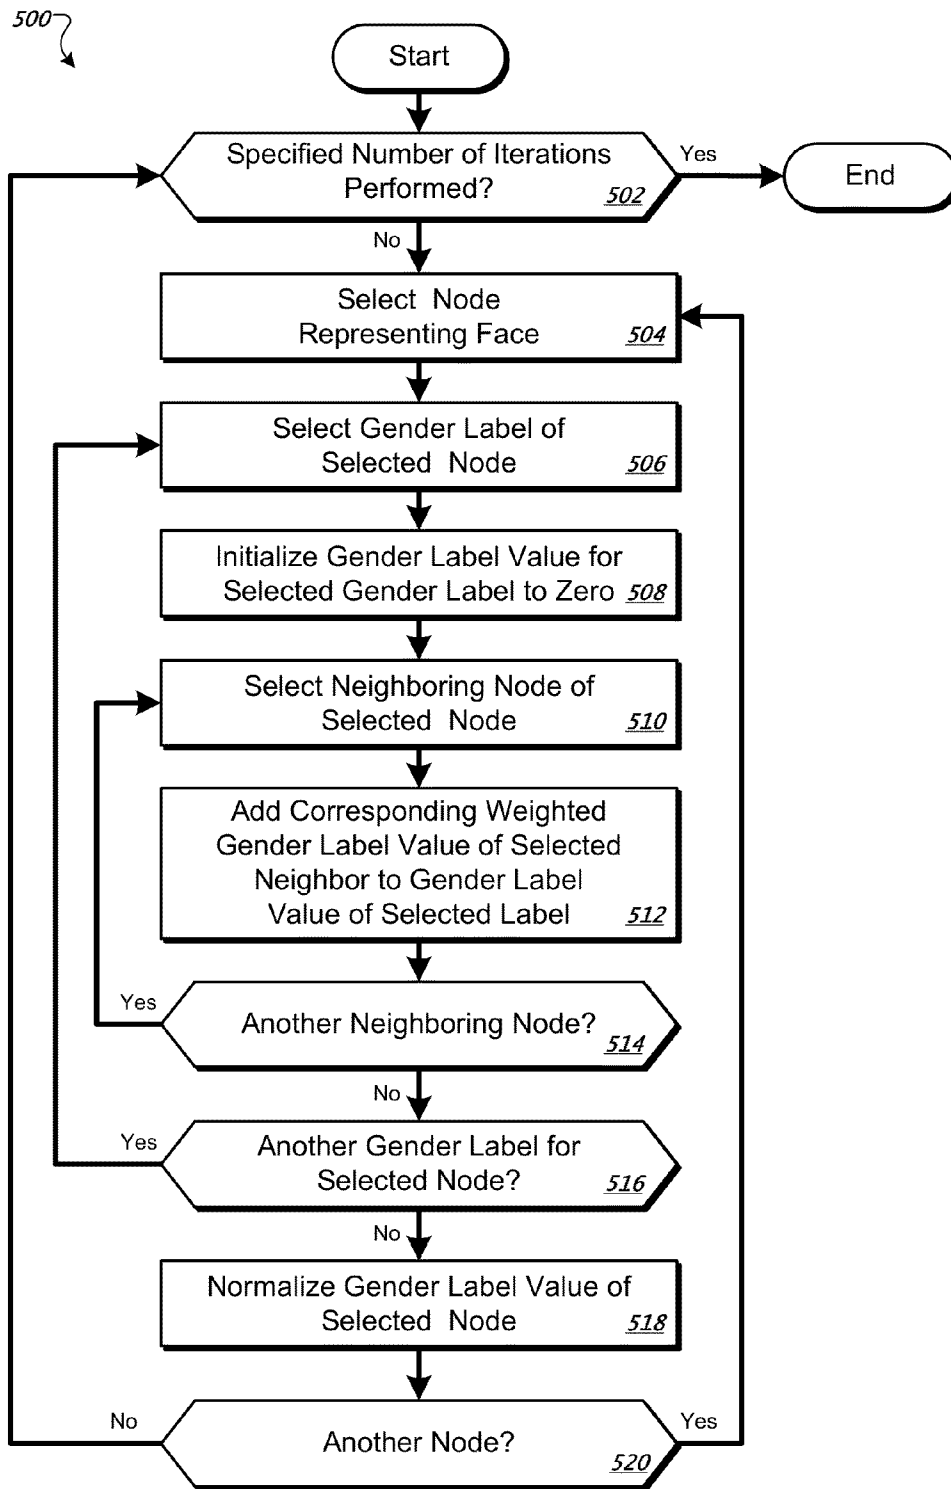 500
Start
Specified Number of Iterations
Performed?
502
Yes
End
No
Select Node
Representing Face
504
Select Gender Label of
Selected Node
506
Initialize Gender Label Value for
Selected Gender Label to Zero
508
Select Neighboring Node of
Selected Node
510
Add Corresponding Weighted
Gender Label Value of Selected
Neighbor to Gender Label
Value of Selected Label
512
Yes
Another Neighboring Node?
514
No
Yes
Another Gender Label for
Selected Node?
516
No
Normalize Gender Label Value of
Selected Node
518
No
Another Node?
520
Yes